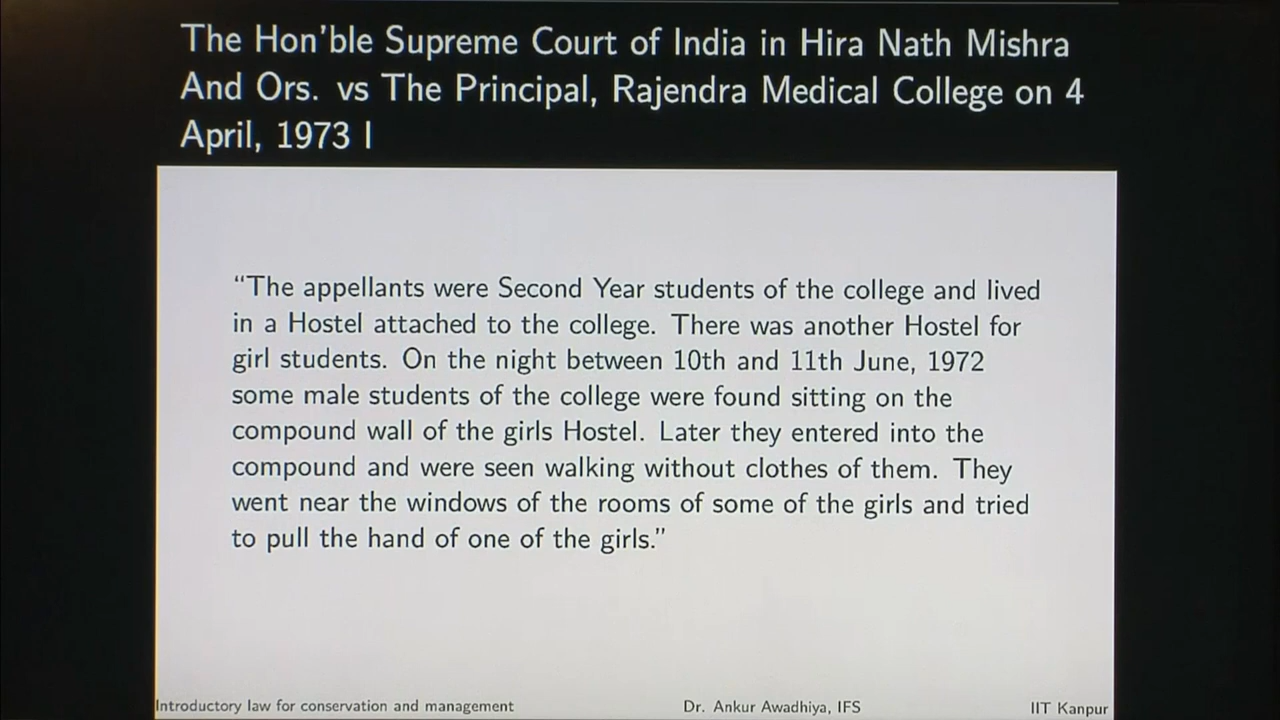 The Hon'ble Supreme Court of India in Hira Nath Mishra
And Ors. vs The Principal, Rajendra Medical College on 4
April, 1973 I
“The appellants were Second Year students of the college and lived
in a Hostel attached to the college. There was another Hostel for
girl students. On the night between 10th and 11th June, 1972
some male students of the college were found sitting on the
compound wall of the girls Hostel. Later they entered into the
compound and were seen walking without clothes of them. They
went near the windows of the rooms of some of the girls and tried
to pull the hand of one of the girls.”
Introductory law for conservation and management Dr. Ankur Awadhiya, IFS IIT Kanpur